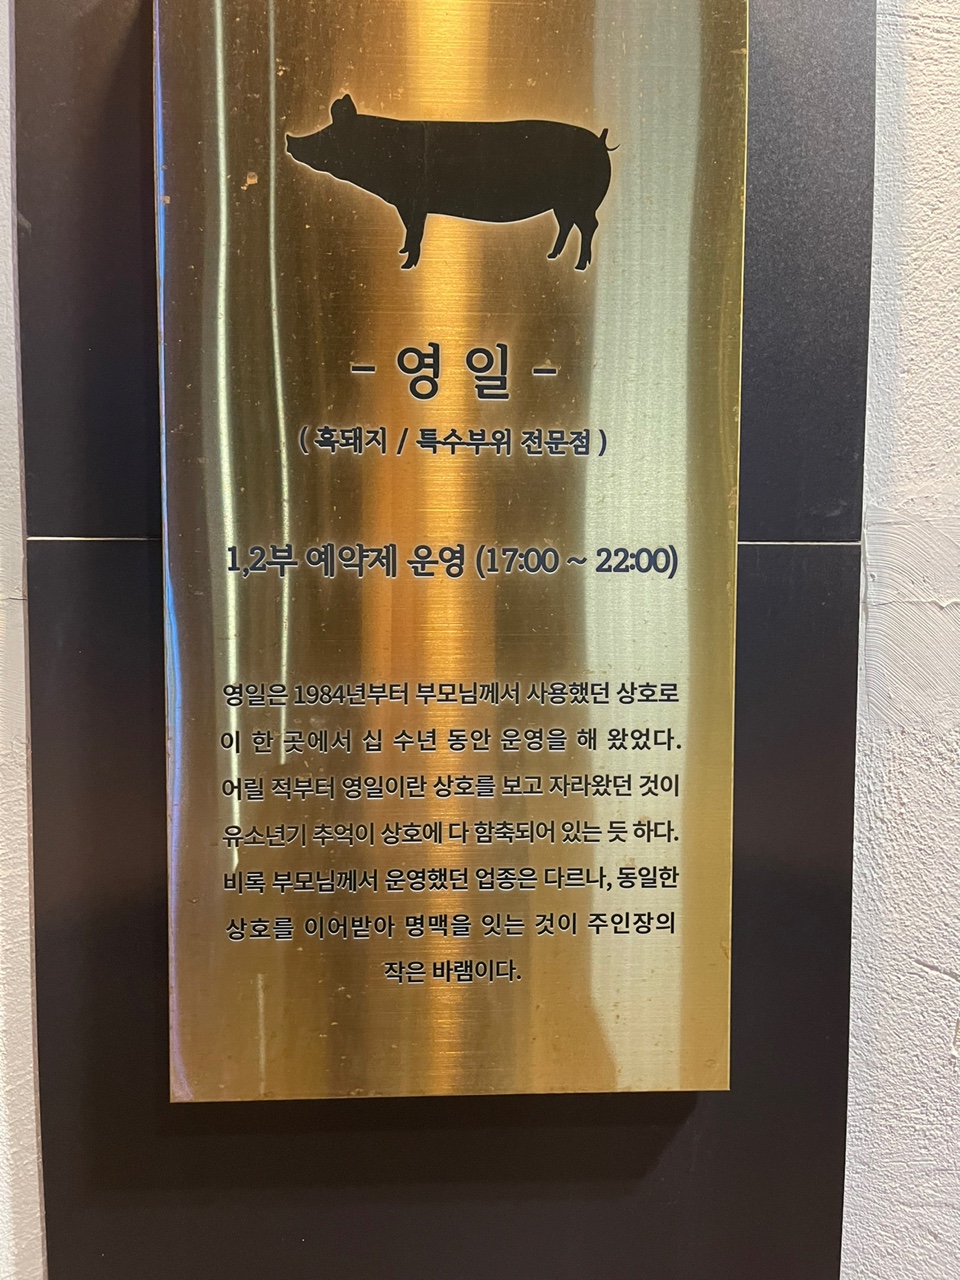 - 영 일 -
( 흑돼지 / 특수부위 전문점 )
1,2부 예약제 운영 (17:00 ~ 22:00)
영일은 1984년부터 부모님께서 사용했던 상호로
이 한 곳에서 십 수년 동안 운영을 해 왔었다.
어릴 적부터 영일이란 상호를 보고 자라왔던 것이
유소년기 추억이 상호에 다 함축되어 있는 듯 하다.
비록 부모님께서 운영했던 업종은 다르나, 동일한
상호를 이어받아 명맥을 잇는 것이 주인장의
작은 바램이다.